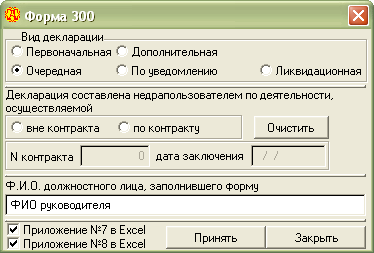 Форма 300
Вид декларации
Первоначальная Дополнительная
Очередная По уведомлению Ликвидационная
Декларация составлена недрапользователем по деятельности,
осуществляемой
вне контракта по контракту Очистить
N контракта 0 дата заключения / /
Ф.И.О. должностного лица, заполнившего форму
ФИО руководителя
Приложение №7 в Excel
Приложение №8 в Excel
Принять Закрыть